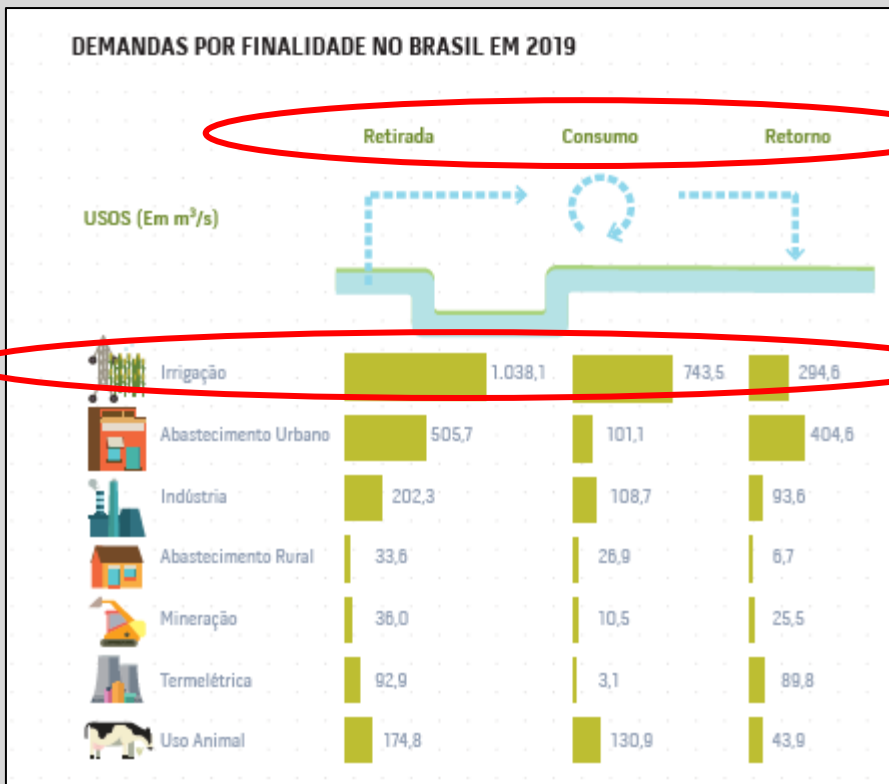 DEMANDAS POR FINALIDADE NO BRASIL EM 2019
Retirada Consumo Retorno
USOS (Em m³/s)
Irrigação 1.038,1 743,5 294,6
Abastecimento Urbano 505,7 101,1 404,6
Indústria 202,3 108,7 93,6
Abastecimento Rural 33,6 26,9 6,7
Mineração 36,0 10,5 25,5
Termelétrica 92,9 3,1 89,8
Uso Animal 174,8 130,9 43,9